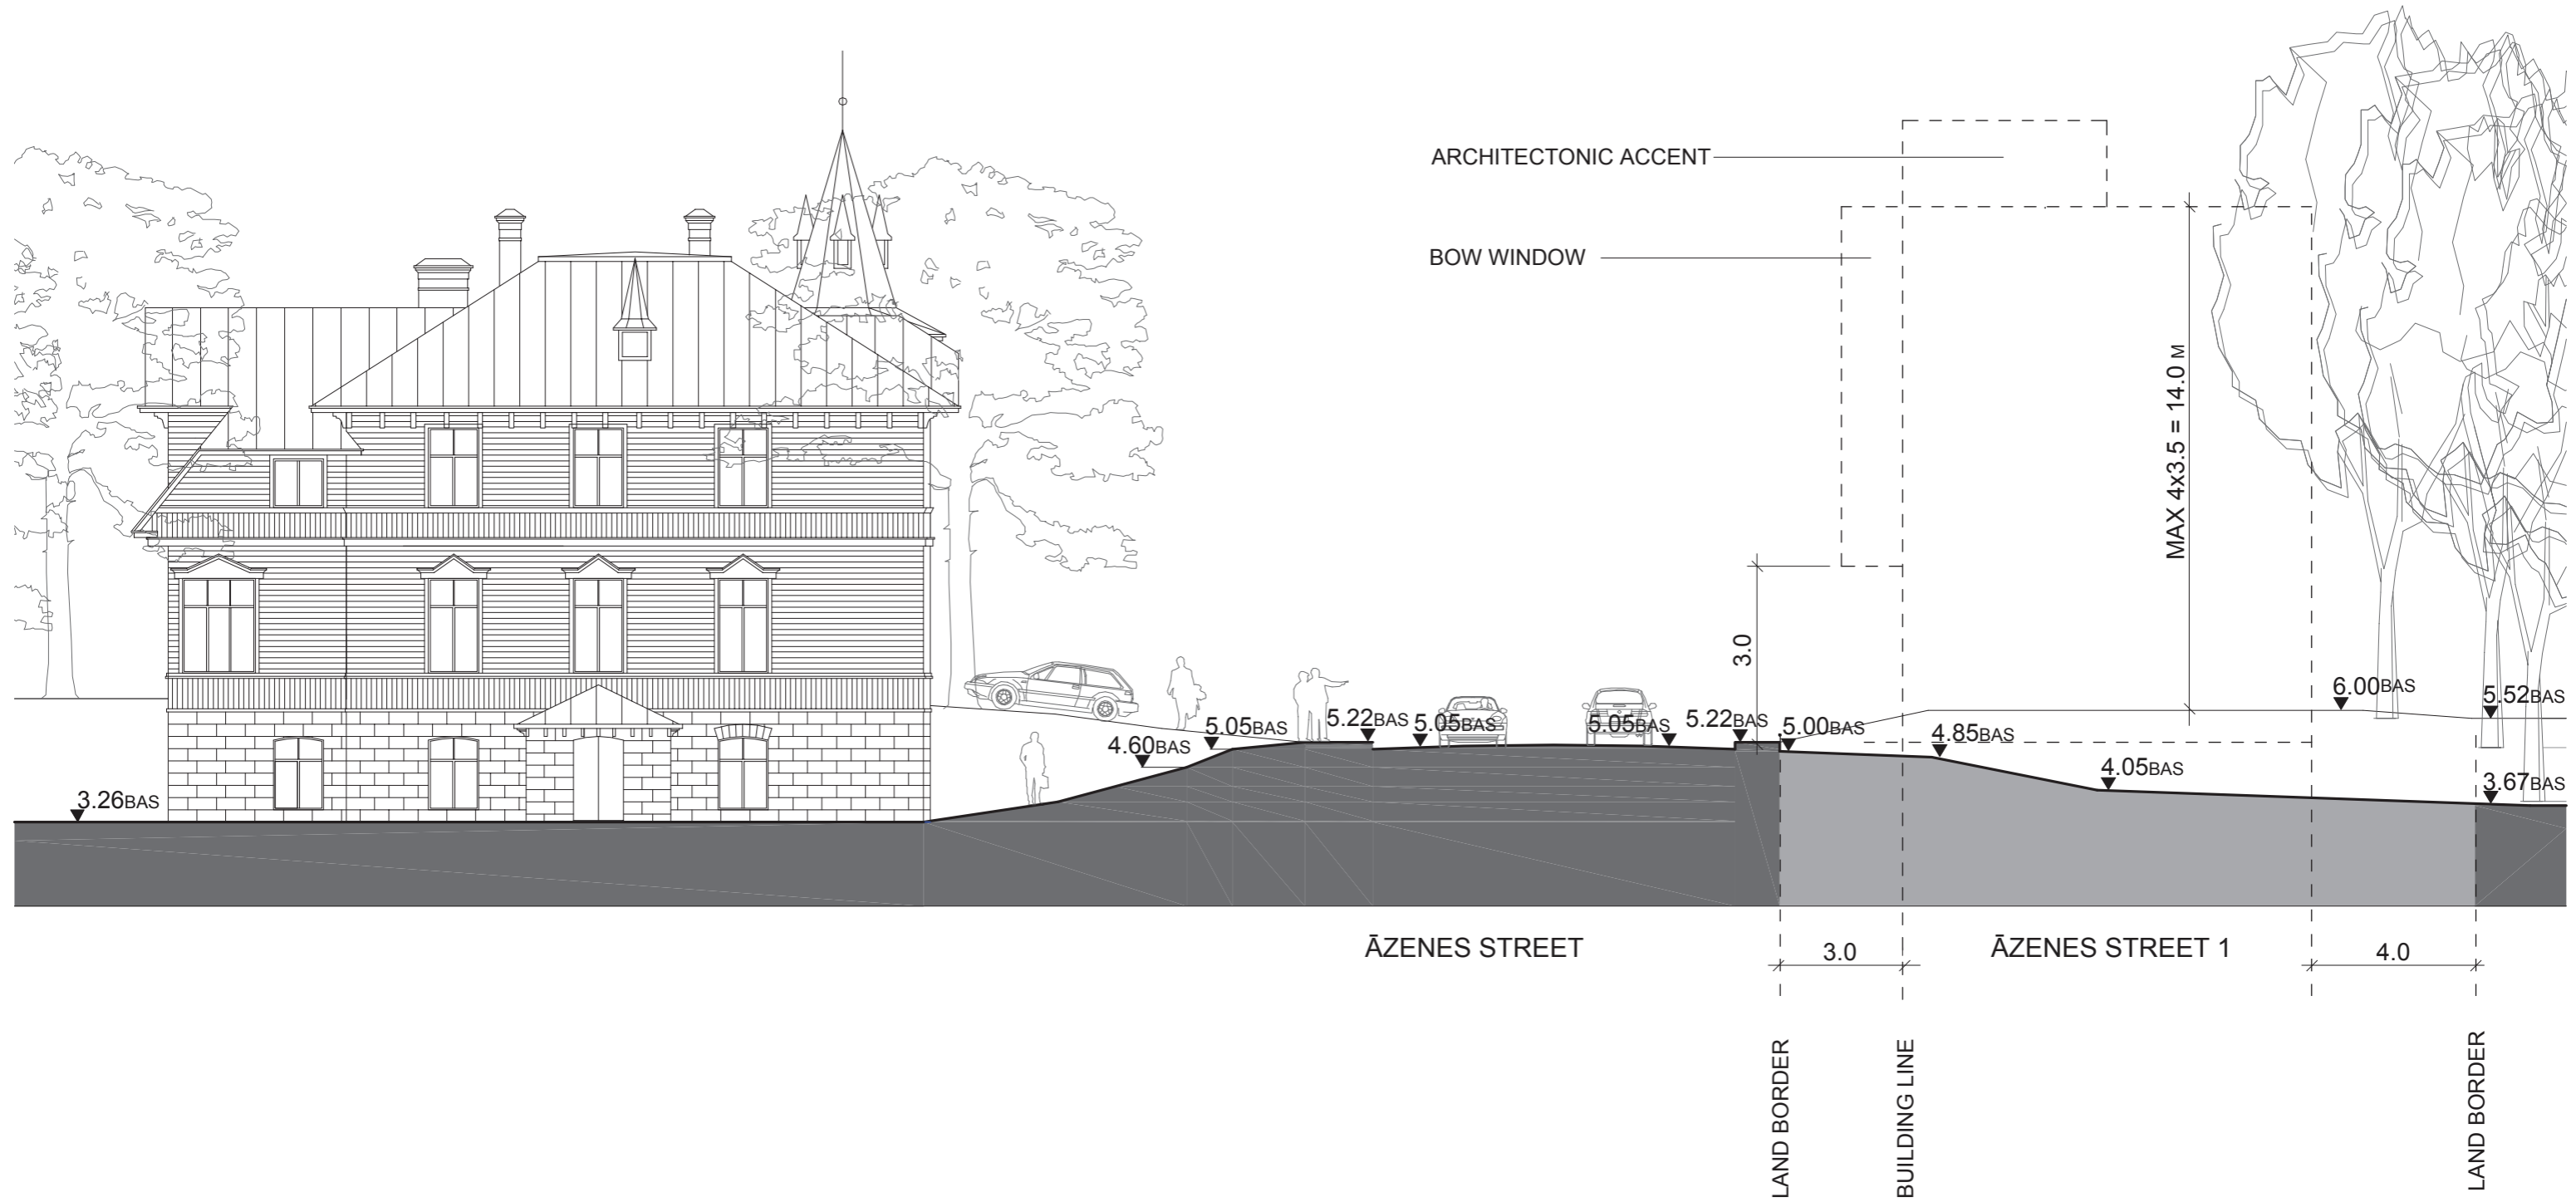 ARCHITECTONIC ACCENT
BOW WINDOW
MAX 4x3.5 = 14.0 M
3.0
6.00BAS
5.52BAS
5.05BAS
5.22BAS
5.05BAS
5.05BAS
5.22BAS
5.00BAS
4.60BAS
4.85BAS
4.05BAS
3.67BAS
3.26BAS
ĀZENES STREET
3.0
ĀZENES STREET 1
4.0
LAND BORDER
BUILDING LINE
LAND BORDER